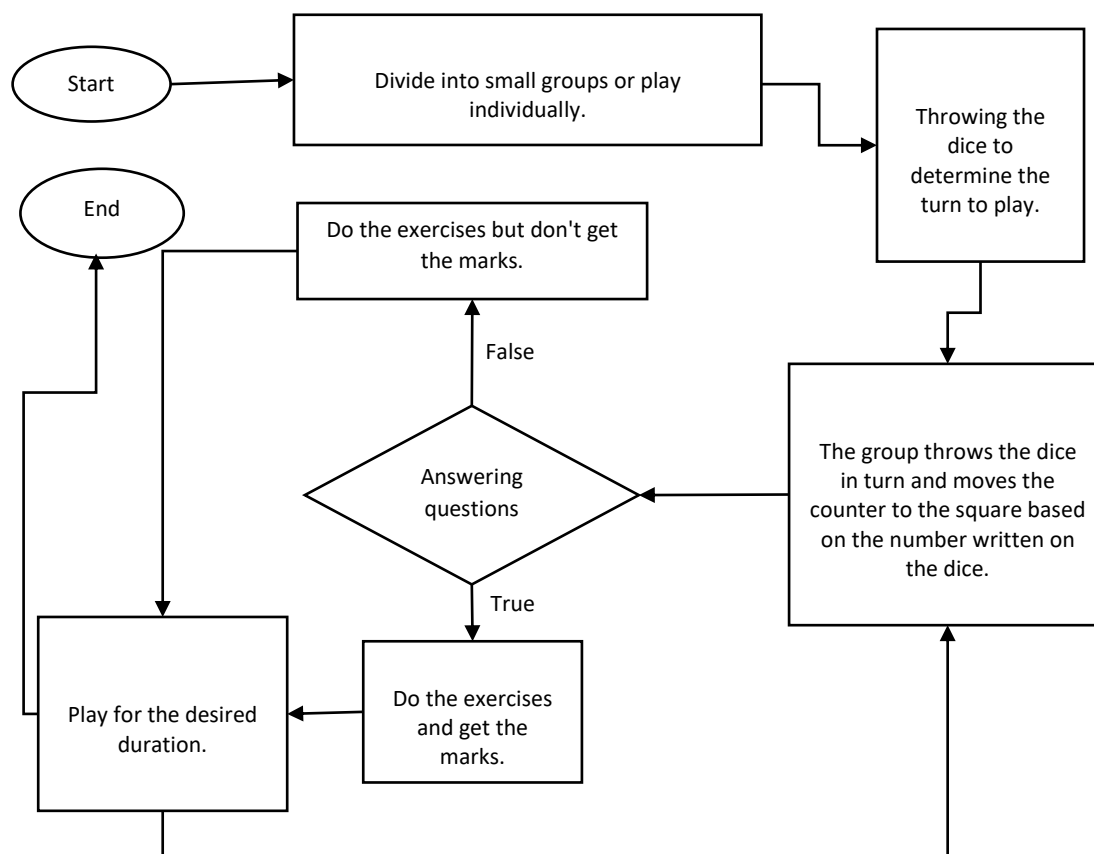 Start
Divide into small groups or play
individually.
Throwing the
dice to
determine the
turn to play.
End
Do the exercises but don't get
the marks.
False
The group throws the dice
in turn and moves the
counter to the square based
on the number written on
the dice.
Answering
questions
True
Do the exercises
and get the
marks.
Play for the desired
duration.